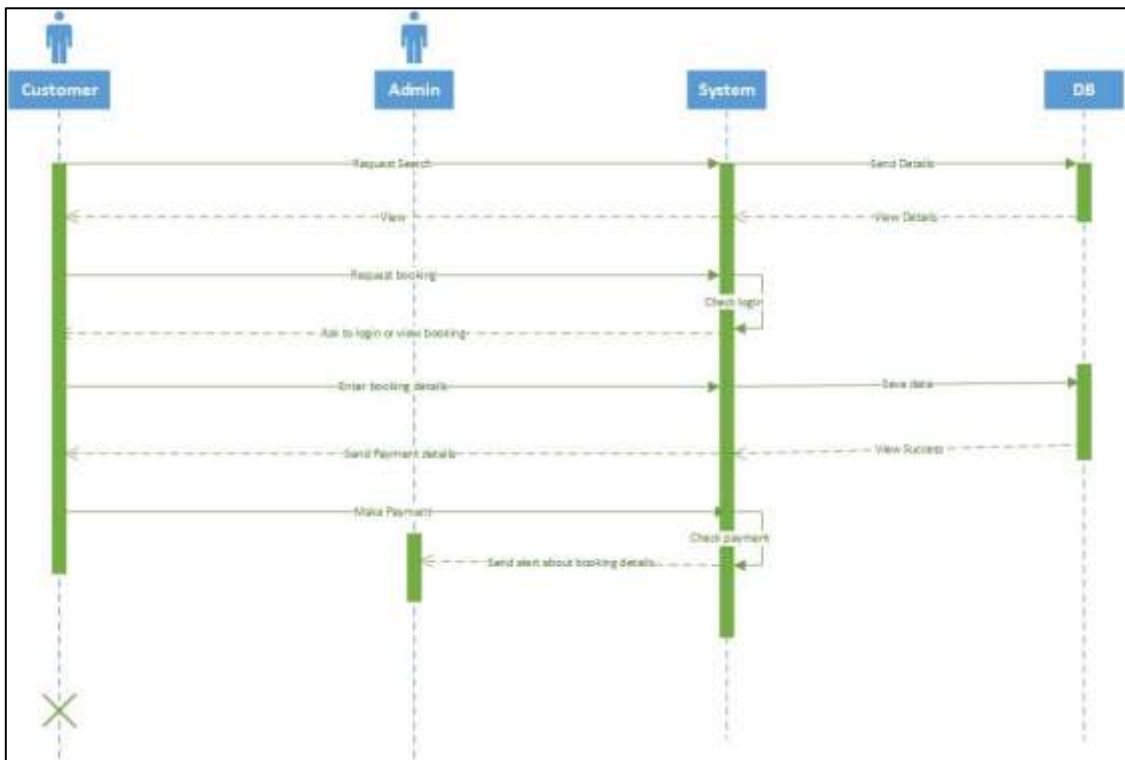 Customer
Admin
System
DB
Request Search
Send Details
View
View Details
Request booking
Check login
Ask to login or view booking
Enter booking details
Save data
Send Payment details
View Success
Make Payment
Check payment
Send alert about booking details